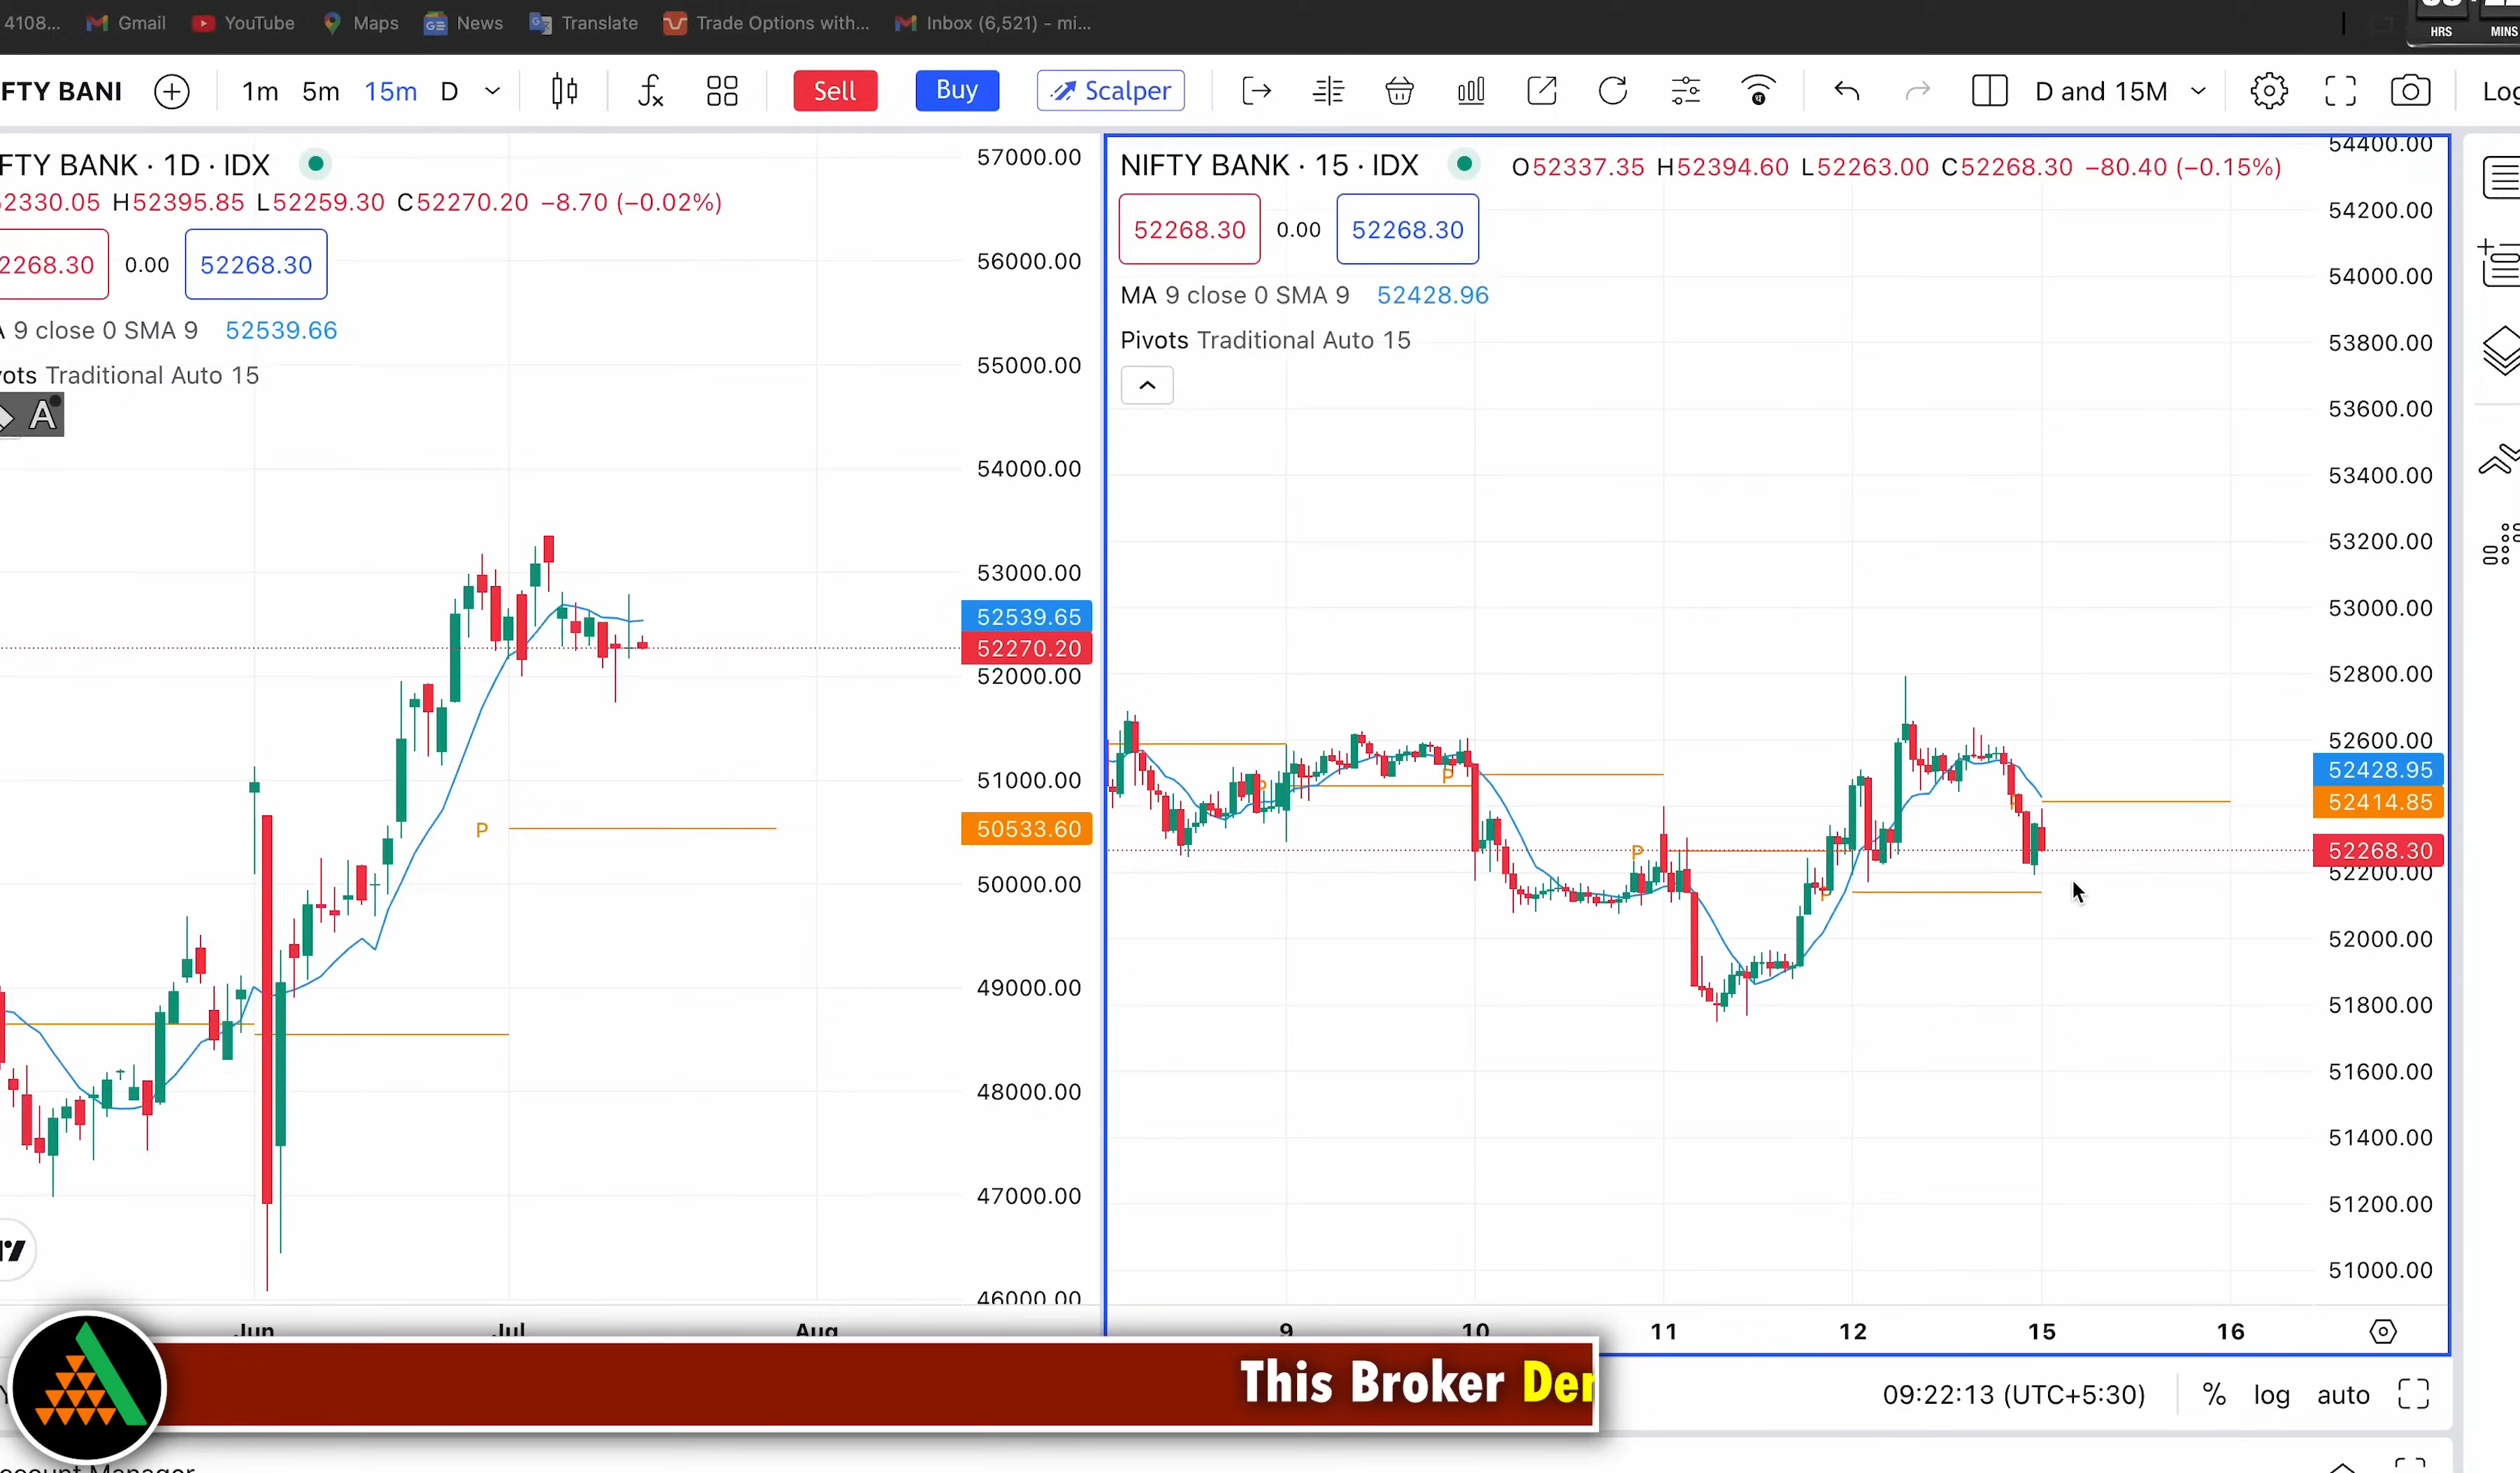 4108... Gmail YouTube Maps News Translate Trade Options with... Inbox (6,521) - mi...
HRS MINS
FTY BANI 1m 5m 15m D Sell Buy Scalper D and 15M Log
FTY BANK · 1D · IDX
2330.05 H52395.85 L52259.30 C52270.20 −8.70 (−0.02%)
2268.30 0.00 52268.30
A 9 close 0 SMA 9 52539.66
vots Traditional Auto 15
A
57000.00
56000.00
55000.00
54000.00
53000.00
52539.65
52270.20
52000.00
51000.00
P
50533.60
50000.00
49000.00
48000.00
47000.00
46000.00
Jun Jul Aug
NIFTY BANK · 15 · IDX O52337.35 H52394.60 L52263.00 C52268.30 −80.40 (−0.15%)
52268.30 0.00 52268.30
MA 9 close 0 SMA 9 52428.96
Pivots Traditional Auto 15
54400.00
54200.00
54000.00
53800.00
53600.00
53400.00
53200.00
53000.00
52800.00
52600.00
52428.95
52414.85
52268.30
52200.00
52000.00
51800.00
51600.00
51400.00
51200.00
51000.00
P P P P
9 10 11 12 15 16
This Broker Der
09:22:13 (UTC+5:30) % log auto
ccount Manager